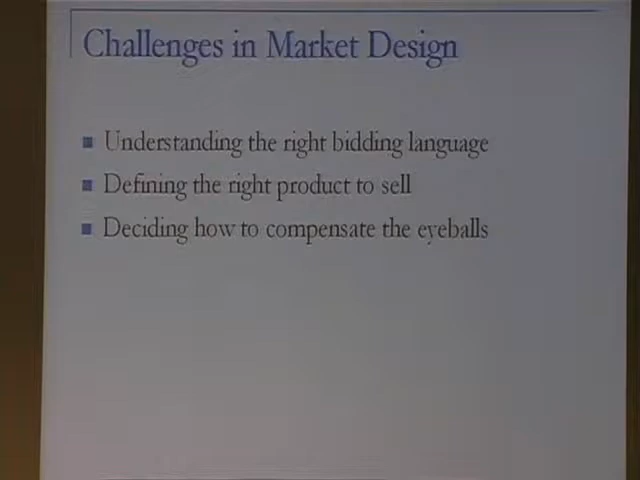 Challenges in Market Design
Understanding the right bidding language
Defining the right product to sell
Deciding how to compensate the eyeballs